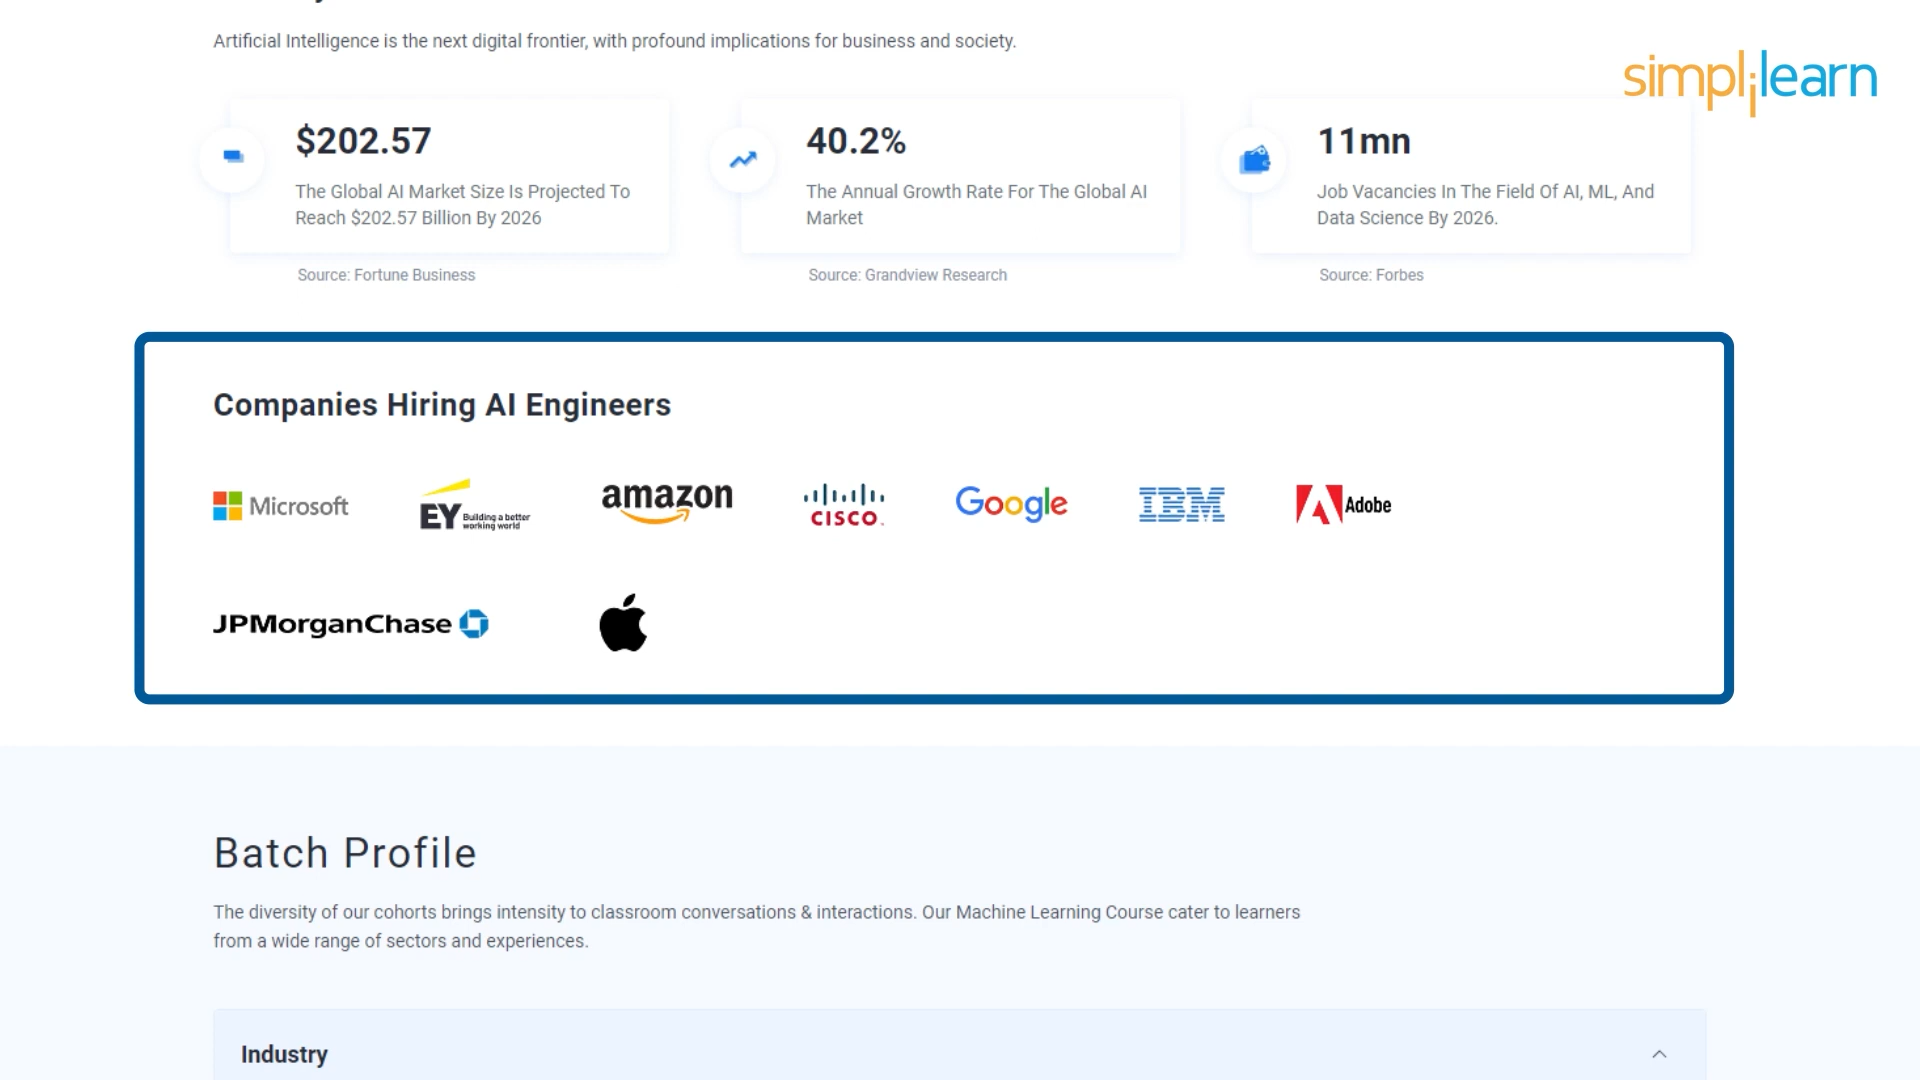 Artificial Intelligence is the next digital frontier, with profound implications for business and society.
simplilearn
$202.57
The Global AI Market Size Is Projected To
Reach $202.57 Billion By 2026
Source: Fortune Business
40.2%
The Annual Growth Rate For The Global AI
Market
Source: Grandview Research
11mn
Job Vacancies In The Field Of AI, ML, And
Data Science By 2026.
Source: Forbes
Companies Hiring AI Engineers
Microsoft
EY Building a better
working world
amazon
CISCO
Google
IBM
Adobe
JPMorganChase
Batch Profile
The diversity of our cohorts brings intensity to classroom conversations & interactions. Our Machine Learning Course cater to learners
from a wide range of sectors and experiences.
Industry